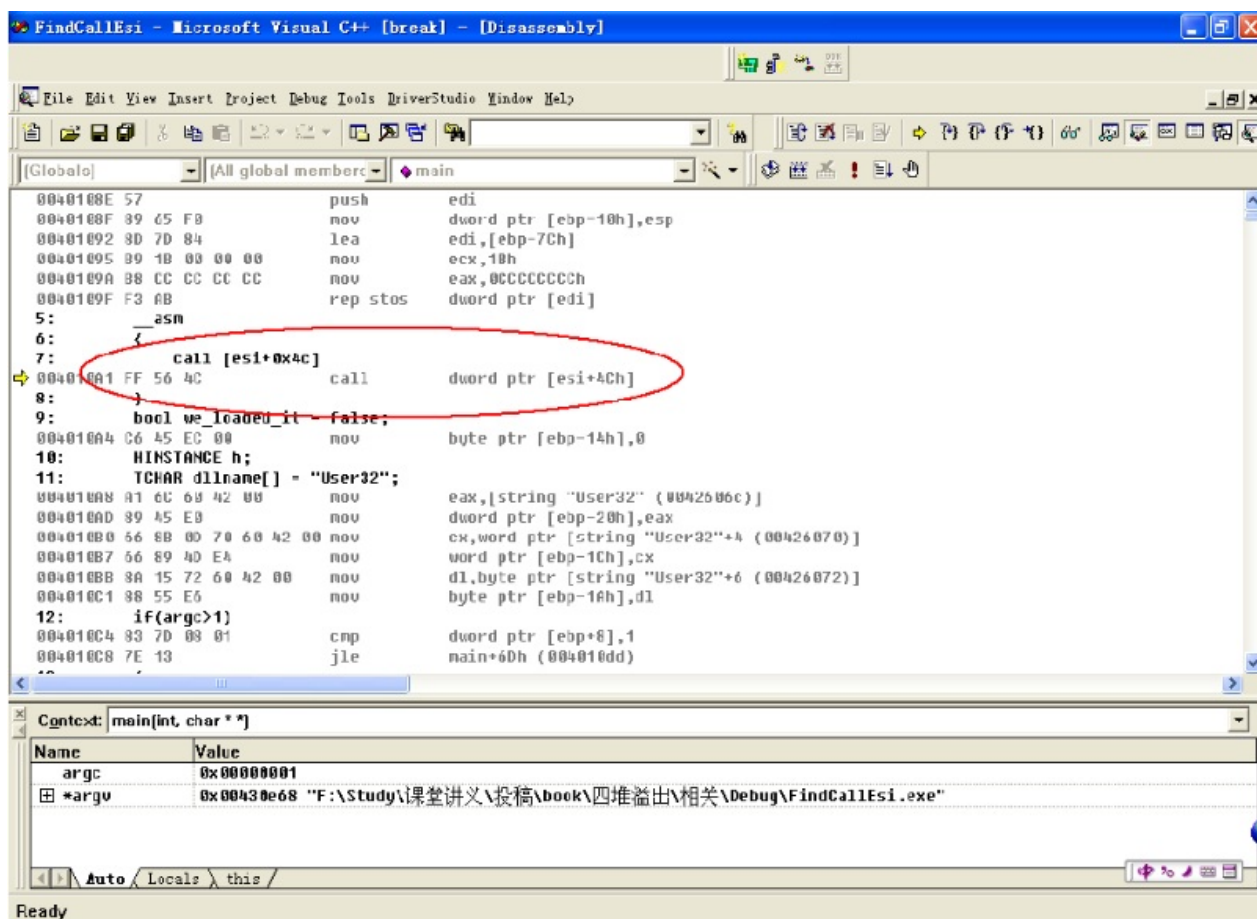 FindCallEsi - Microsoft Visual C++ [break] - [Disassembly]
File Edit View Insert Project Debug Tools DriverStudio Window Help
(Globals) (All global members main
0040108E 57 push edi
0040108F 89 65 F0 mov dword ptr [ebp-10h],esp
00401092 8D 7D 84 lea edi,[ebp-7Ch]
00401095 B9 1B 00 00 00 mov ecx,1Bh
0040109A B8 CC CC CC CC mov eax,0CCCCCCCCh
0040109F F3 AB rep stos dword ptr [edi]
5: __asm
6: {
7: call [esi+0x4c]
004010A1 FF 56 4C call dword ptr [esi+4Ch]
8: }
9: bool we_loaded_it = false;
004010A4 C6 45 EC 00 mov byte ptr [ebp-14h],0
10: HINSTANCE h;
11: TCHAR dllname[] = "User32";
004010A8 A1 6C 60 42 00 mov eax,[string "User32" (0042606c)]
004010AD 89 45 E0 mov dword ptr [ebp-20h],eax
004010B0 66 8B 0D 70 60 42 00 mov cx,word ptr [string "User32"+4 (00426070)]
004010B7 66 89 4D E4 mov word ptr [ebp-1Ch],cx
004010BB 8A 15 72 60 42 00 mov dl,byte ptr [string "User32"+6 (00426072)]
004010C1 88 55 E6 mov byte ptr [ebp-1Ah],dl
12: if(argc>1)
004010C4 83 7D 08 01 cmp dword ptr [ebp+8],1
004010C8 7E 13 jle main+6Dh (004010dd)
Context: main(int, char * *)
Name Value
argc 0x00000001
*argv 0x00430e68 "F:\Study\课堂讲义\投稿\book\四堆溢出\相关\Debug\FindCallEsi.exe"
Auto Locals this
中
Ready